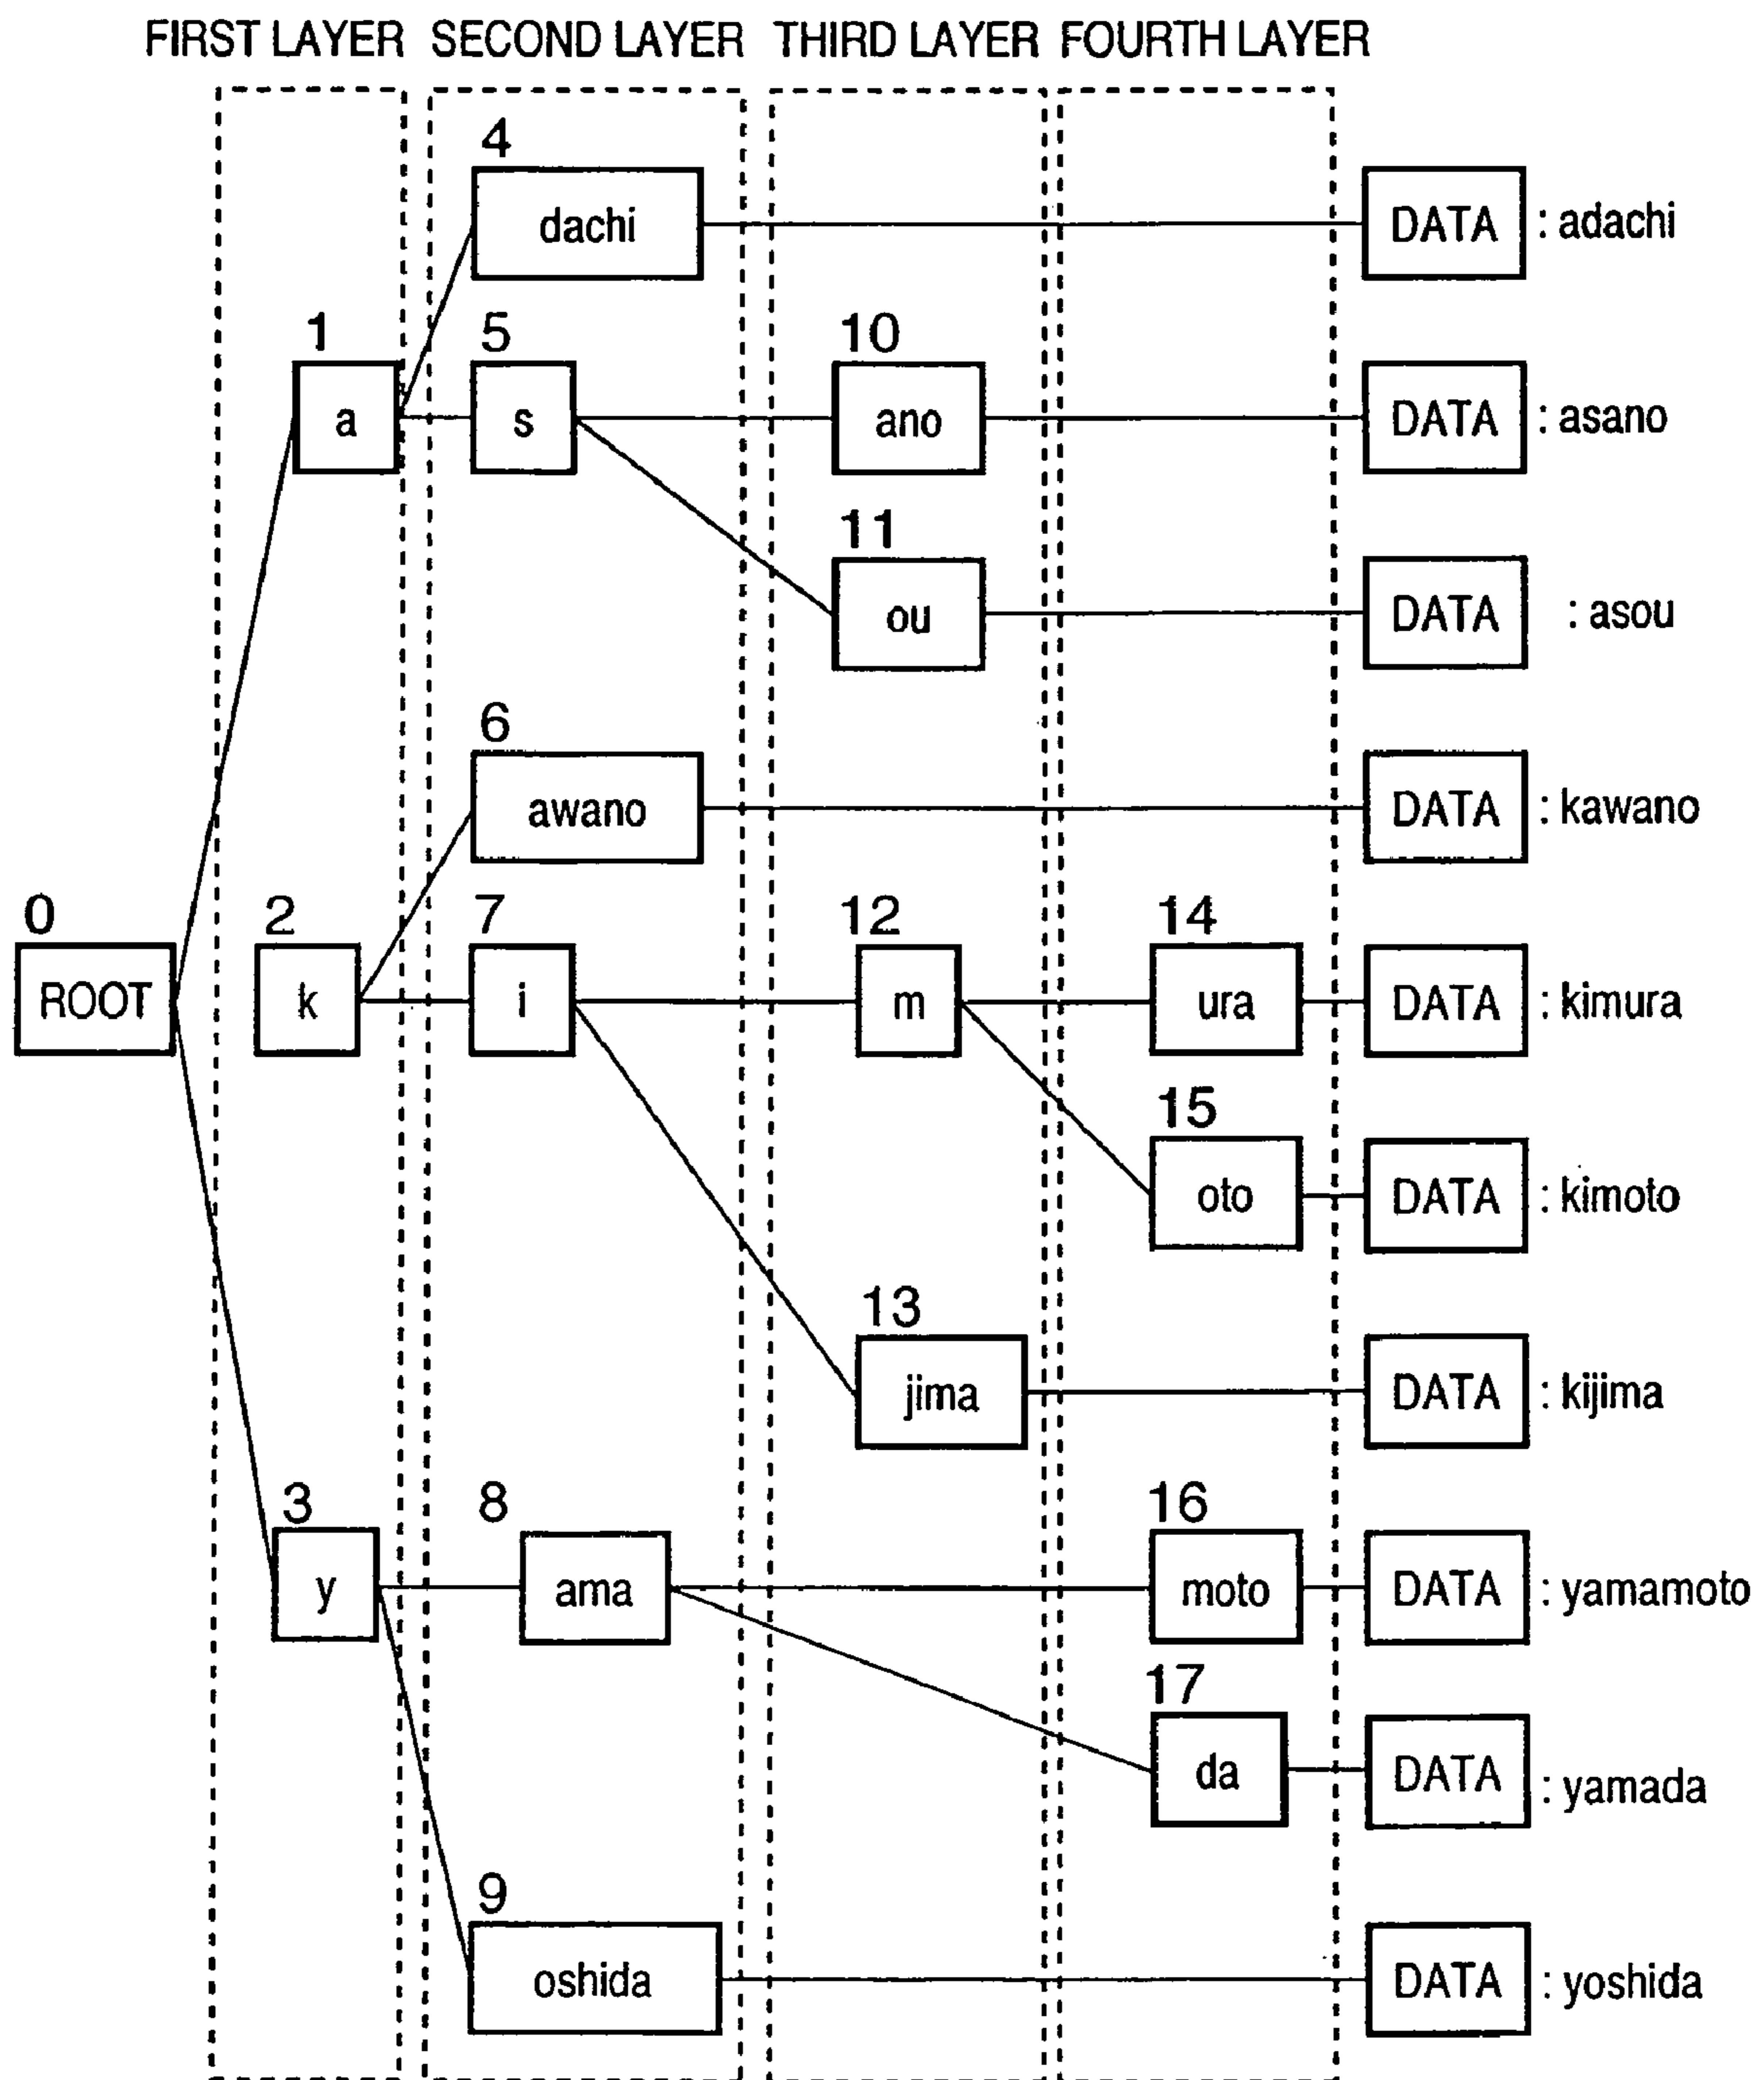 FIRST LAYER SECOND LAYER THIRD LAYER FOURTH LAYER
4
dachi DATA : adachi
1 5 10
a s ano DATA : asano
11
ou DATA : asou
6
awano DATA : kawano
0 2 7 12 14
ROOT k i m ura DATA : kimura
15
oto DATA : kimoto
13
jima DATA : kijima
3 8 16
y ama moto DATA : yamamoto
17
da DATA : yamada
9
oshida DATA : yoshida